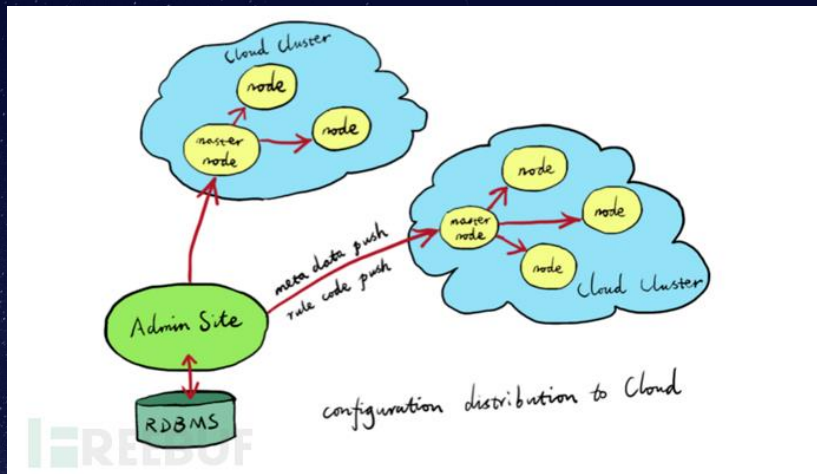 Cloud Cluster
node
node
master
node
node
node
master
node
node
Cloud Cluster
meta data push
rule code push
Admin Site
RDBMS
configuration distribution to Cloud
FREEBUF